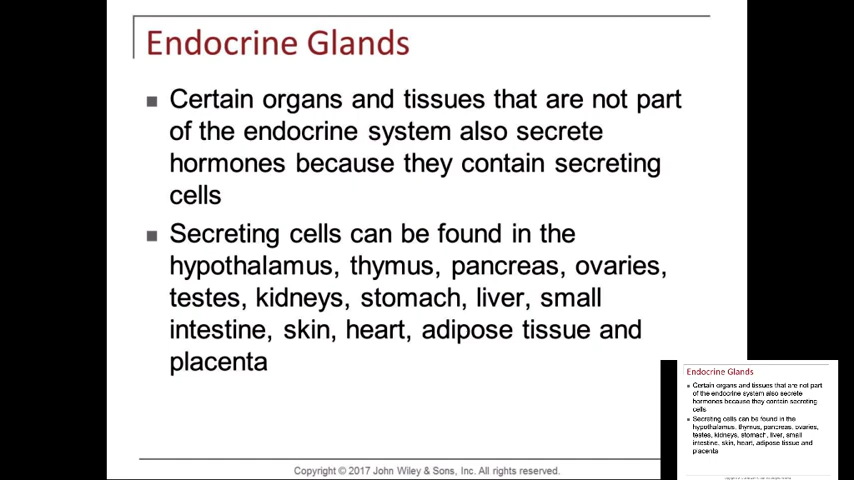 Endocrine Glands
Certain organs and tissues that are not part
of the endocrine system also secrete
hormones because they contain secreting
cells
Secreting cells can be found in the
hypothalamus, thymus, pancreas, ovaries,
testes, kidneys, stomach, liver, small
intestine, skin, heart, adipose tissue and
placenta
Copyright © 2017 John Wiley & Sons, Inc. All rights reserved.
Endocrine Glands
Certain organs and tissues that are not part
of the endocrine system also secrete
hormones because they contain secreting
cells
Secreting cells can be found in the
hypothalamus, thymus, pancreas, ovaries,
testes, kidneys, stomach, liver, small
intestine, skin, heart, adipose tissue and
placenta